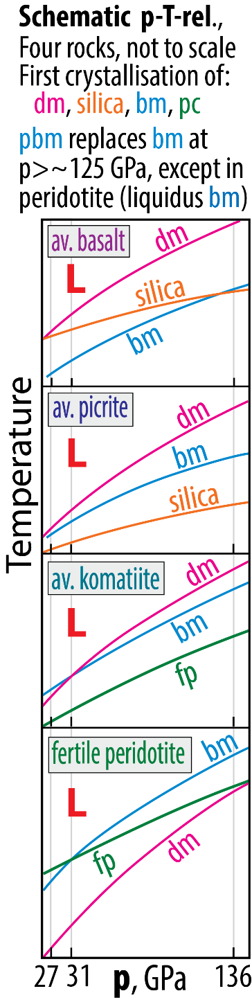 Schematic p-T-rel.,
Four rocks, not to scale
First crystallisation of:
dm, silica, bm, pc
pbm replaces bm at
p>~125 GPa, except in
peridotite (liquidus bm)
av. basalt
dm
L
silica
bm
av. picrite
dm
L
bm
silica
Temperature
av. komatiite
dm
L
bm
fp
fertile peridotite
bm
L
fp
dm
27 31 p, GPa 136